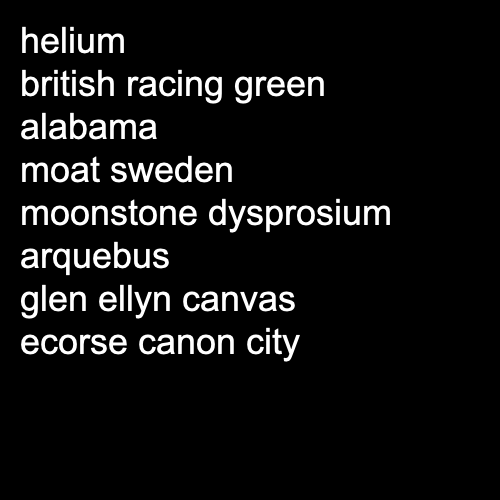 helium
british racing green
alabama
moat sweden
moonstone dysprosium
arquebus
glen ellyn canvas
ecorse canon city